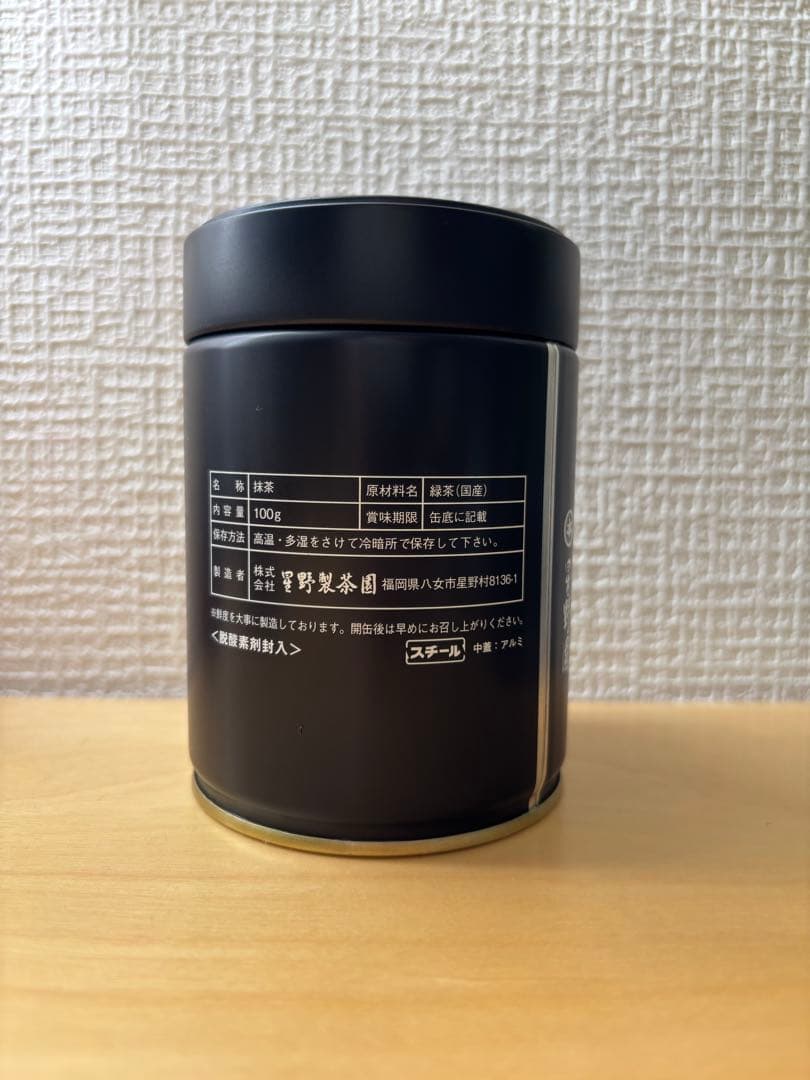 名 称 抹茶 原材料名 緑茶(国産)
内容量 100g 賞味期限 缶底に記載
保存方法 高温・多湿をさけて冷暗所で保存して下さい。
製造者 株式会社 星野製茶園 福岡県八女市星野村8136-1
※鮮度を大事に製造しております。開缶後は早めにお召し上がりください。
<脱酸素剤封入> スチール 中蓋:アルミ